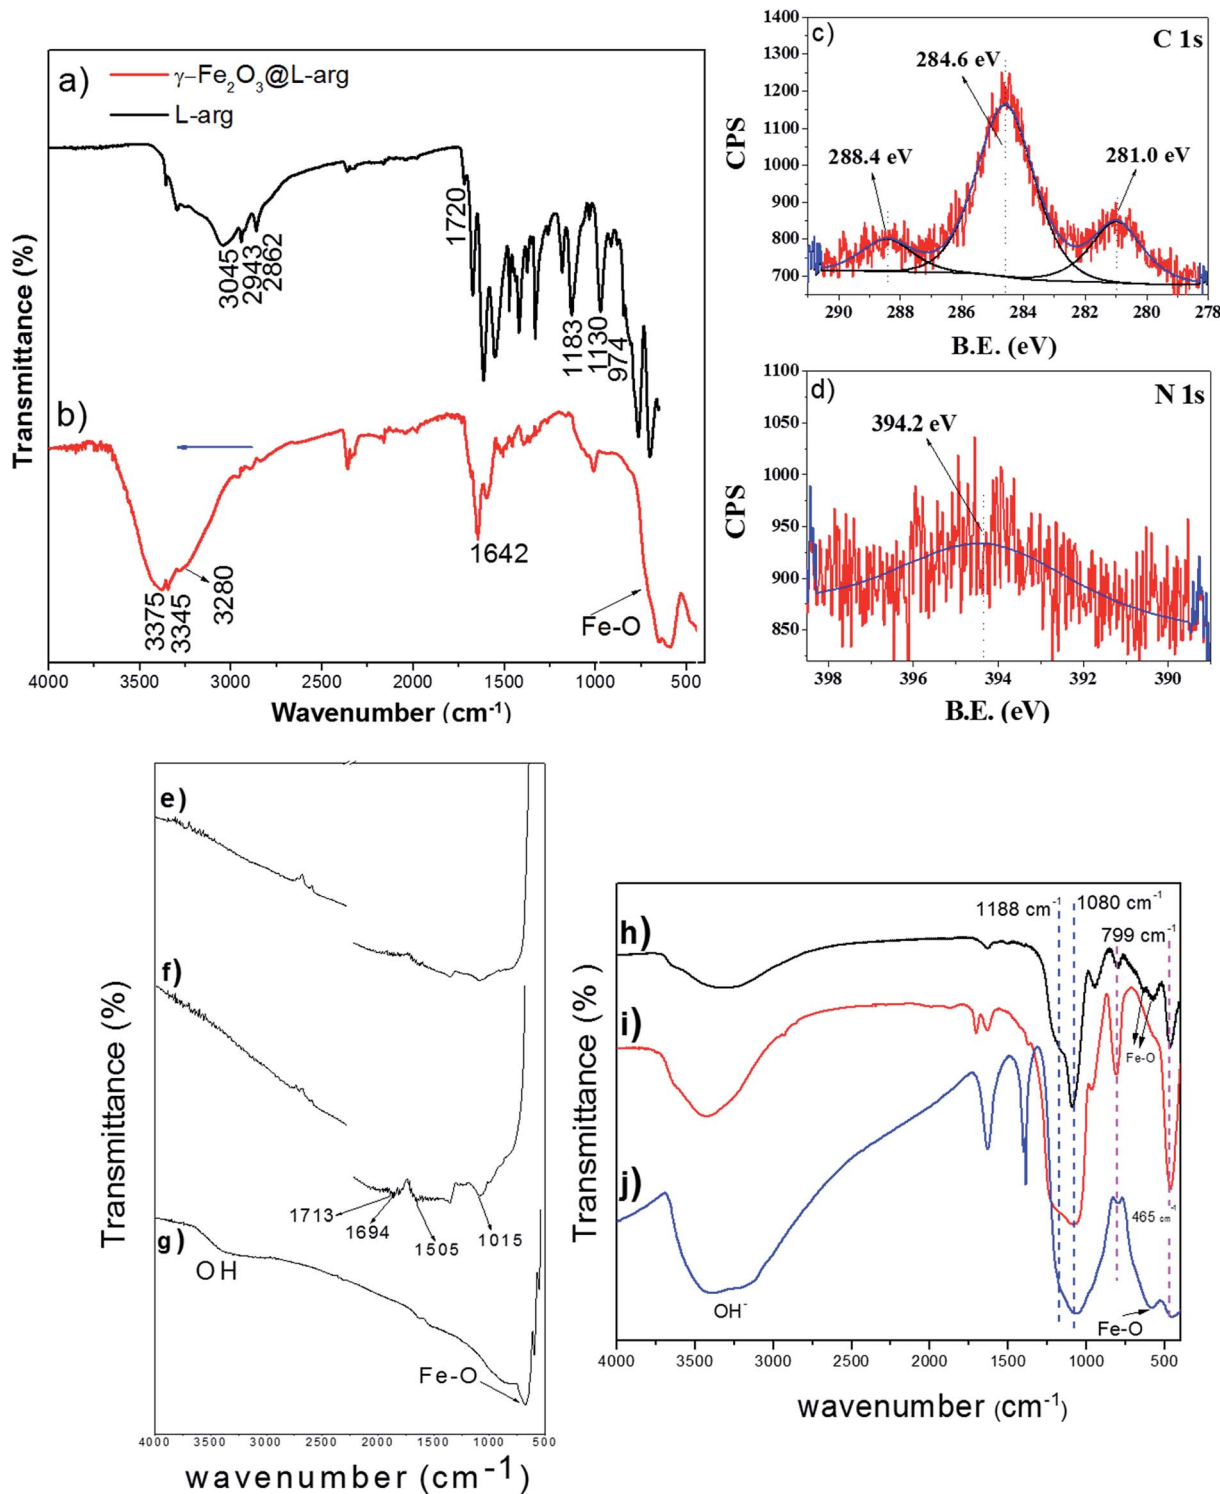 a)
γ–Fe₂O₃@L-arg
L-arg
3045
2943
2862
1720
1183
1130
974
b)
3375
3345
3280
1642
Fe-O
Transmittance (%)
4000 3500 3000 2500 2000 1500 1000 500
Wavenumber (cm⁻¹)
c)
C 1s
284.6 eV
288.4 eV
281.0 eV
CPS
1400
1300
1200
1100
1000
900
800
700
290 288 286 284 282 280 278
B.E. (eV)
d)
N 1s
394.2 eV
CPS
1100
1050
1000
950
900
850
398 396 394 392 390
B.E. (eV)
e)
f)
1713
1694
1505
1015
g)
OH
Fe-O
Transmittance (%)
4000 3500 3000 2500 2000 1500 1000 500
wavenumber (cm⁻¹)
1188 cm⁻¹
1080 cm⁻¹
799 cm⁻¹
h)
Fe-O
i)
j)
465 cm⁻¹
OH⁻
Fe-O
Transmittance (%)
4000 3500 3000 2500 2000 1500 1000 500
wavenumber (cm⁻¹)